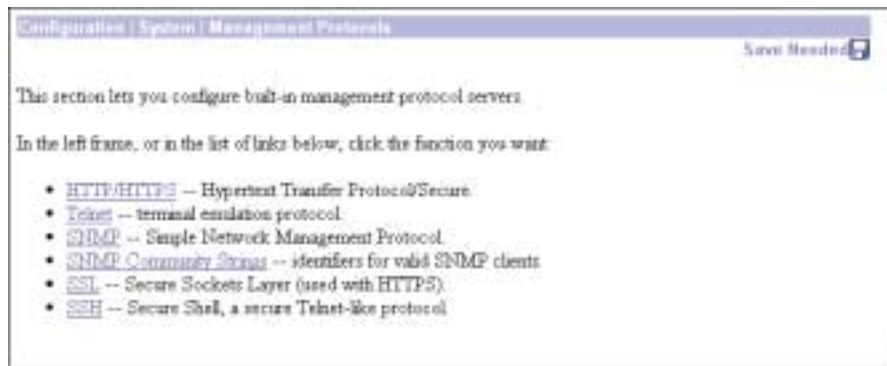 Configuration | System | Management Protocols
Save Needed
This section lets you configure built-in management protocol servers.
In the left frame, or in the list of links below, click the function you want:
HTTP/HTTPS -- Hypertext Transfer Protocol/Secure.
Telnet -- terminal emulation protocol.
SNMP -- Simple Network Management Protocol.
SNMP Community Strings -- identifiers for valid SNMP clients.
SSL -- Secure Sockets Layer (used with HTTPS).
SSH -- Secure Shell, a secure Telnet-like protocol.